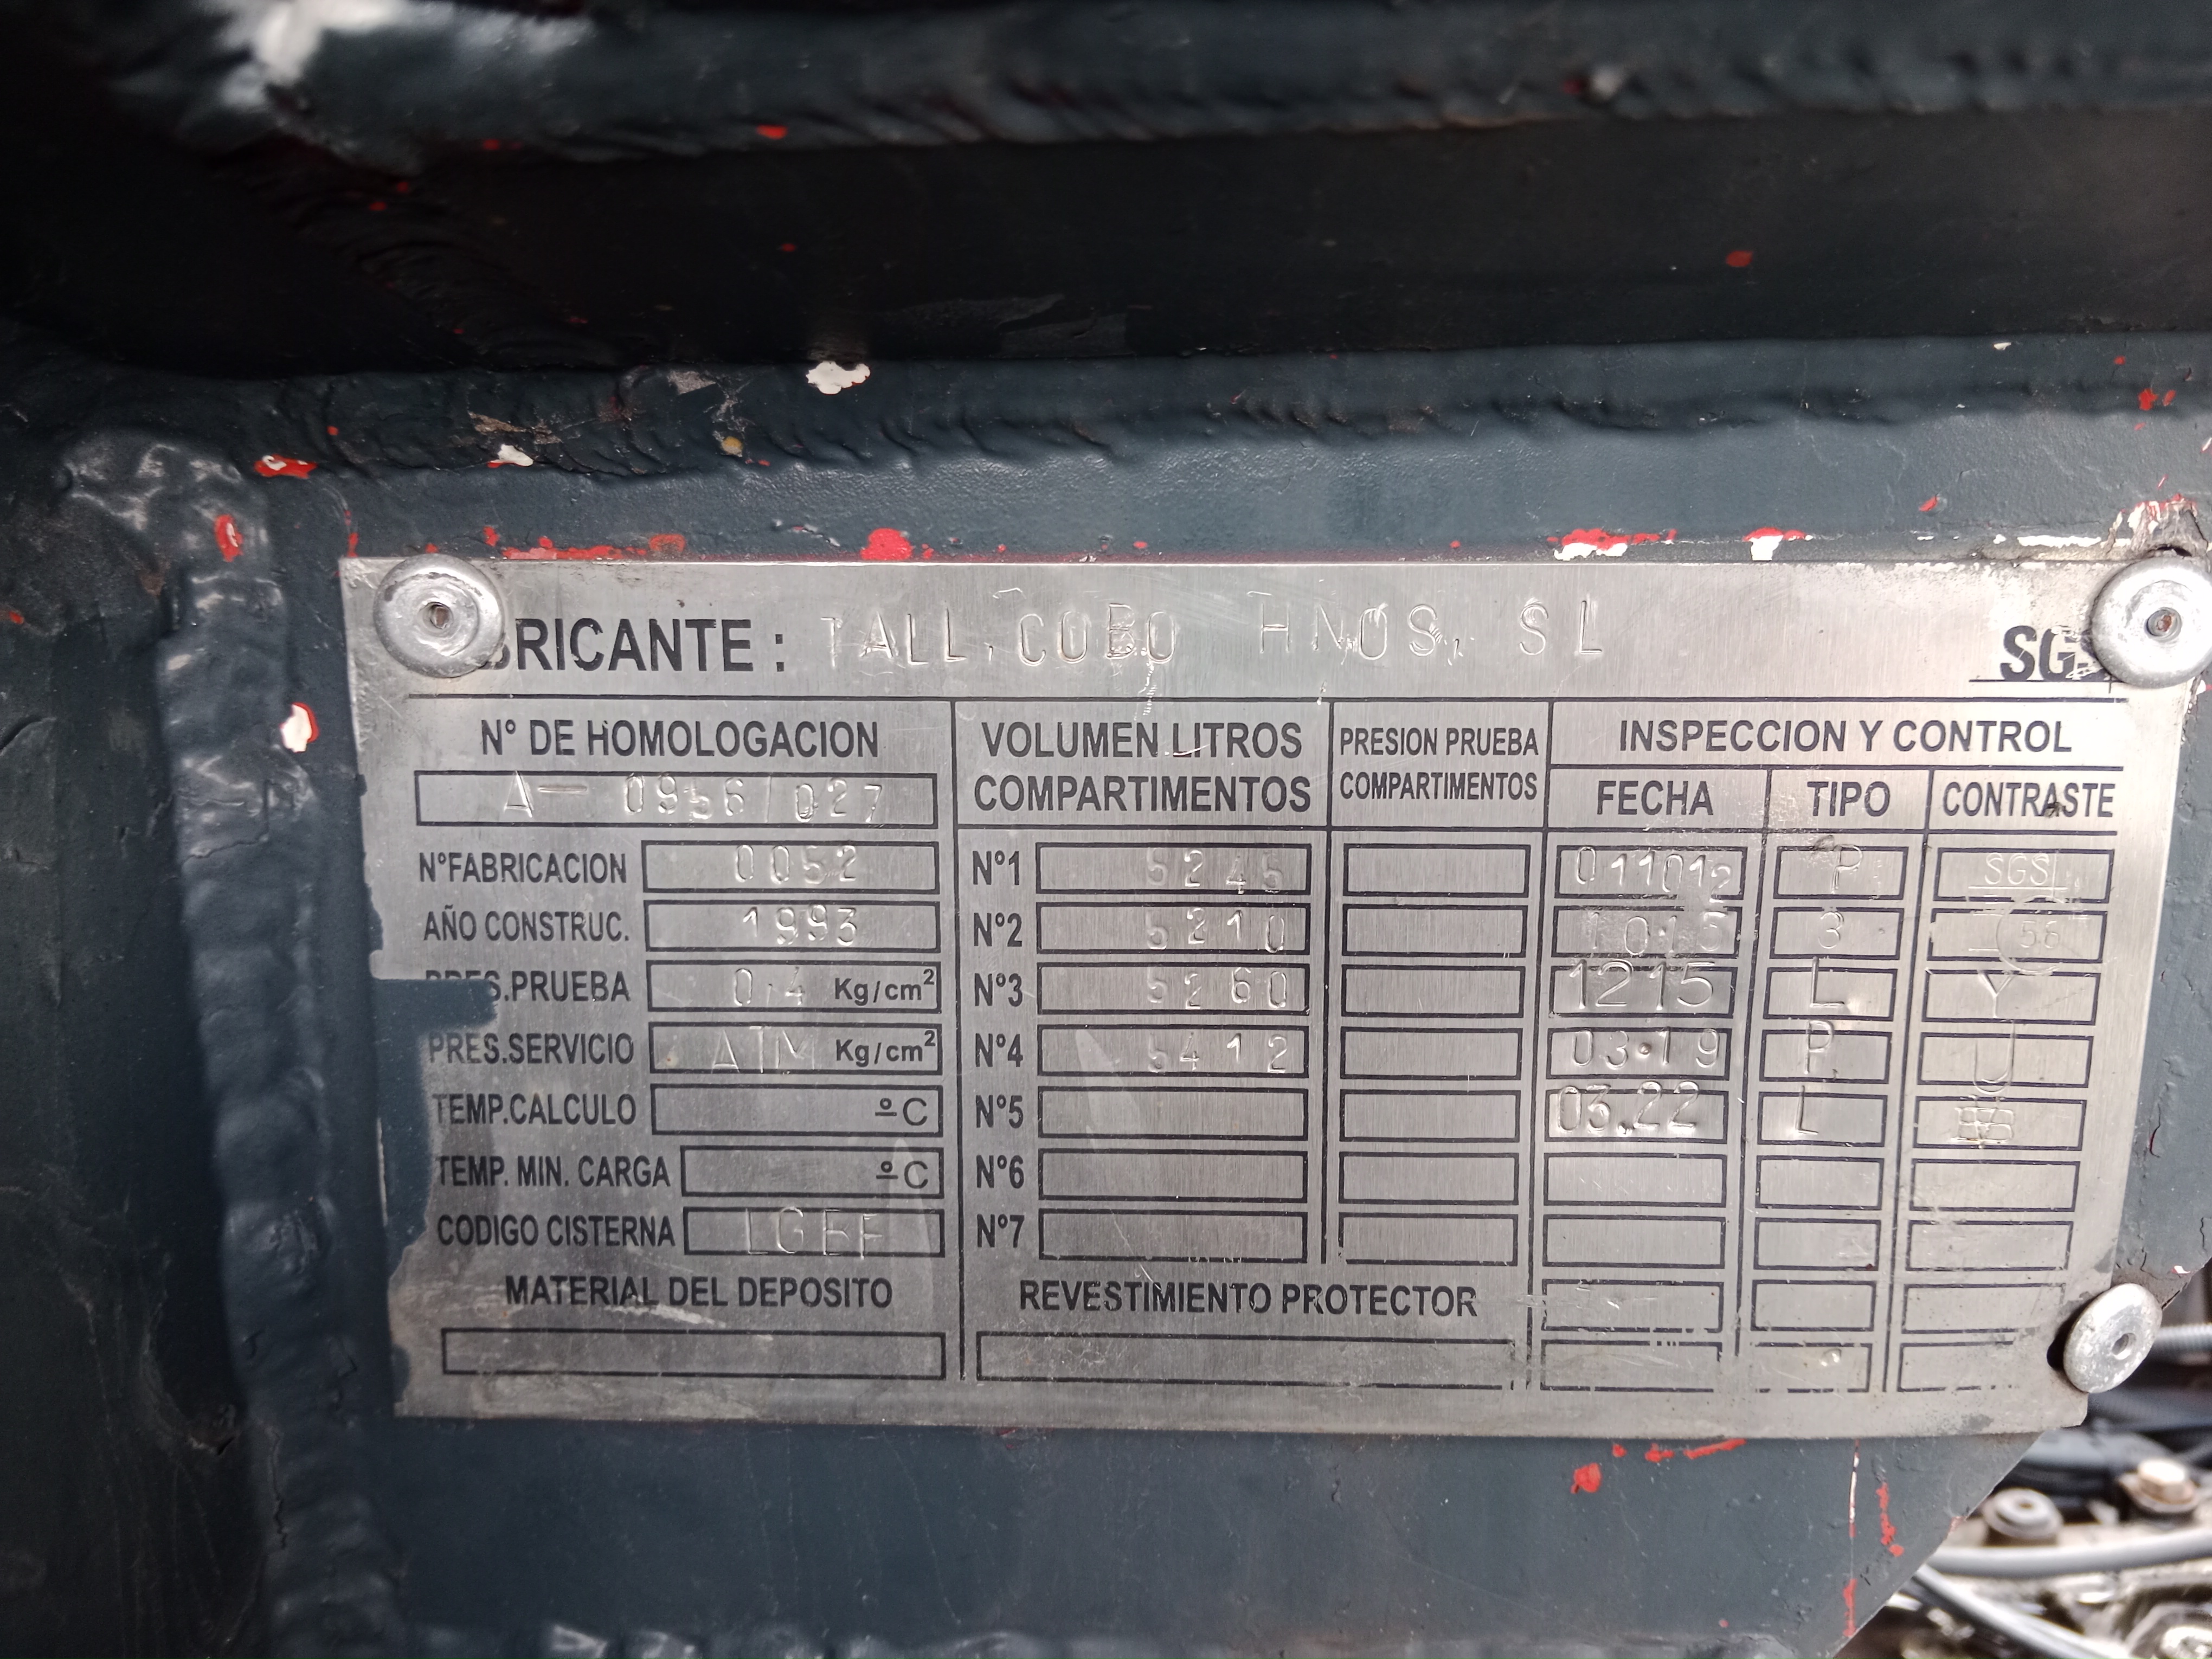 BRICANTE : TALL. COBO HNOS, SL
SGS
Nº DE HOMOLOGACION
A- 0956/027
NºFABRICACION 0052
AÑO CONSTRUC. 1993
PRES.PRUEBA 0,4 Kg/cm²
PRES.SERVICIO ATM Kg/cm²
TEMP.CALCULO ºC
TEMP. MIN. CARGA ºC
CODIGO CISTERNA LGBF
MATERIAL DEL DEPOSITO
VOLUMEN LITROS
COMPARTIMENTOS
Nº1 5245
Nº2 5210
Nº3 5260
Nº4 5412
Nº5
Nº6
Nº7
REVESTIMIENTO PROTECTOR
PRESION PRUEBA
COMPARTIMENTOS
INSPECCION Y CONTROL
FECHA TIPO CONTRASTE
011012 P SGS
1015 3 56
1215 L Y
03.19 P U
03.22 L